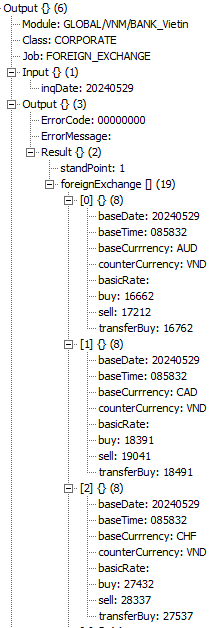 Output {} (6)
Module: GLOBAL/VNM/BANK_Vietin
Class: CORPORATE
Job: FOREIGN_EXCHANGE
Input {} (1)
inqDate: 20240529
Output {} (3)
ErrorCode: 00000000
ErrorMessage:
Result {} (2)
standPoint: 1
foreignExchange [] (19)
[0] {} (8)
baseDate: 20240529
baseTime: 085832
baseCurrrency: AUD
counterCurrency: VND
basicRate:
buy: 16662
sell: 17212
transferBuy: 16762
[1] {} (8)
baseDate: 20240529
baseTime: 085832
baseCurrrency: CAD
counterCurrency: VND
basicRate:
buy: 18391
sell: 19041
transferBuy: 18491
[2] {} (8)
baseDate: 20240529
baseTime: 085832
baseCurrrency: CHF
counterCurrency: VND
basicRate:
buy: 27432
sell: 28337
transferBuy: 27537